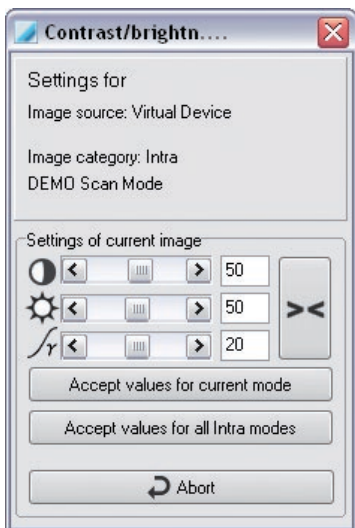 Contrast/brightn....
Settings for
Image source: Virtual Device
Image category: Intra
DEMO Scan Mode
Settings of current image
50
50
γ 20
><
Accept values for current mode
Accept values for all Intra modes
Abort